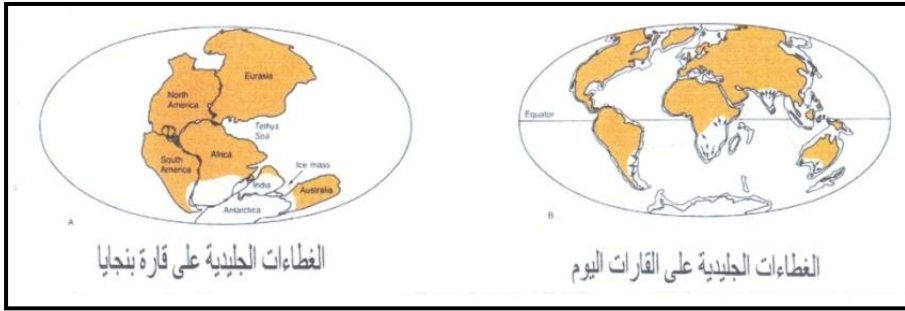 Eurasia
North
America
Tethys
Sea
Africa
South
America
Ice mass
India
Australia
Antarctica
A
الغطاءات الجليدية على قارة بنجايا
Equator
B
الغطاءات الجليدية على القارات اليوم